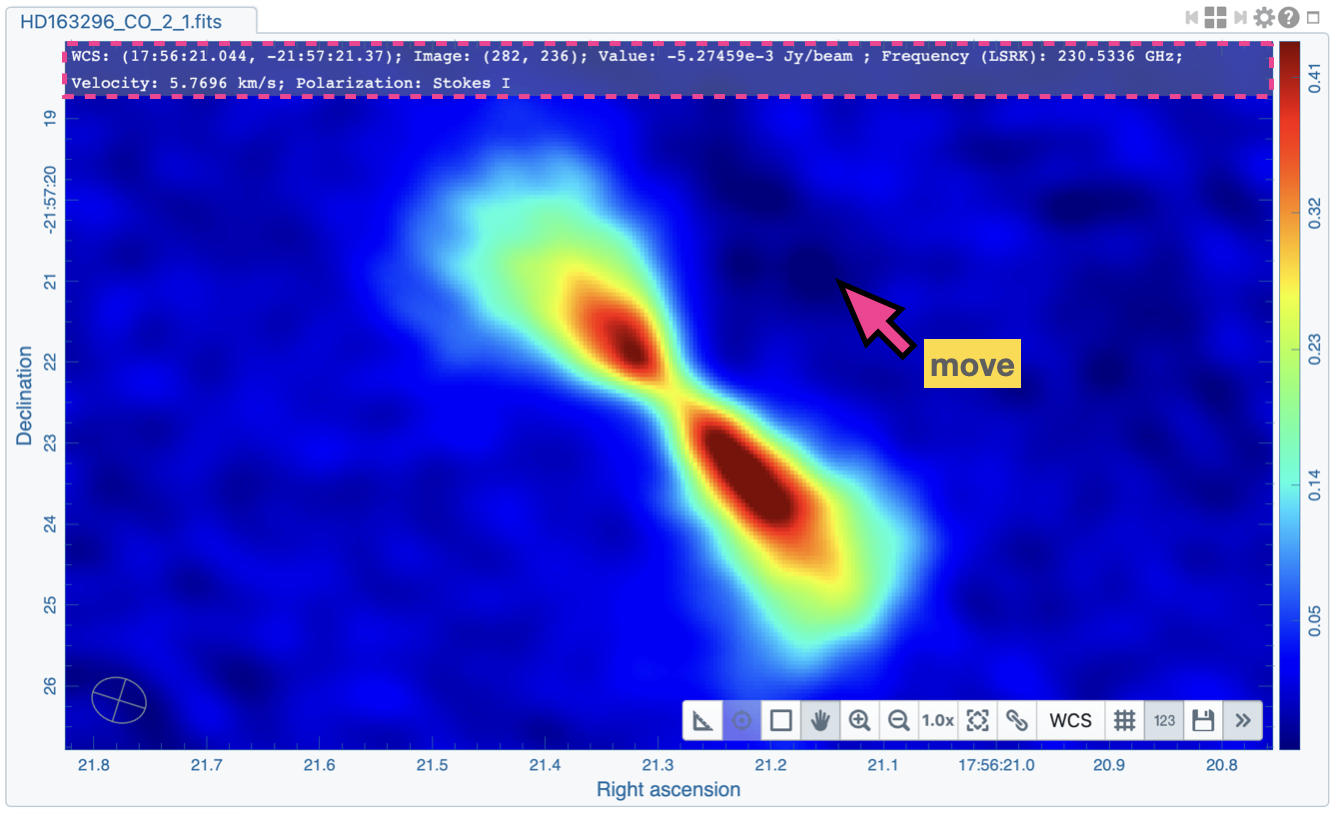 HD163296_CO_2_1.fits
WCS: (17:56:21.044, -21:57:21.37); Image: (282, 236); Value: -5.27459e-3 Jy/beam ; Frequency (LSRK): 230.5336 GHz;
Velocity: 5.7696 km/s; Polarization: Stokes I
19
-21:57:20
21
22
23
24
25
26
Declination
move
0.41
0.32
0.23
0.14
0.05
1.0x
WCS
123
21.8 21.7 21.6 21.5 21.4 21.3 21.2 21.1 17:56:21.0 20.9 20.8
Right ascension